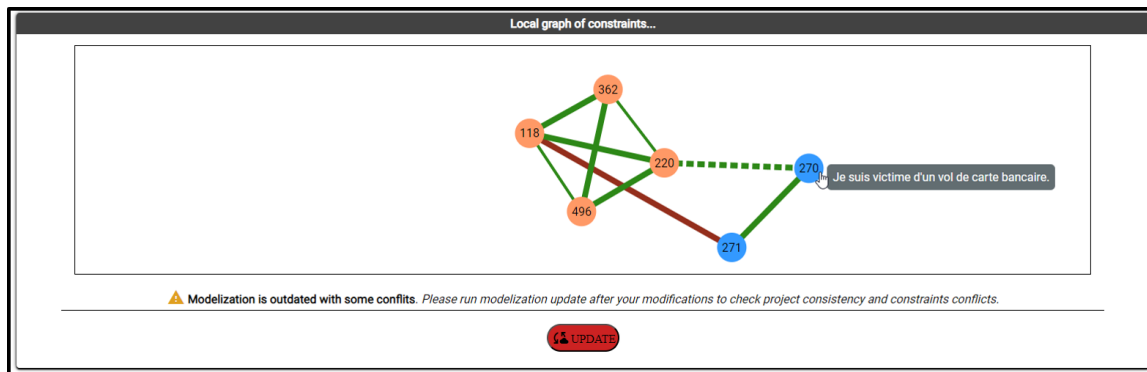 Local graph of constraints...
362
118
220
270
Je suis victime d'un vol de carte bancaire.
496
271
Modelization is outdated with some conflits. Please run modelization update after your modifications to check project consistency and constraints conflicts.
UPDATE